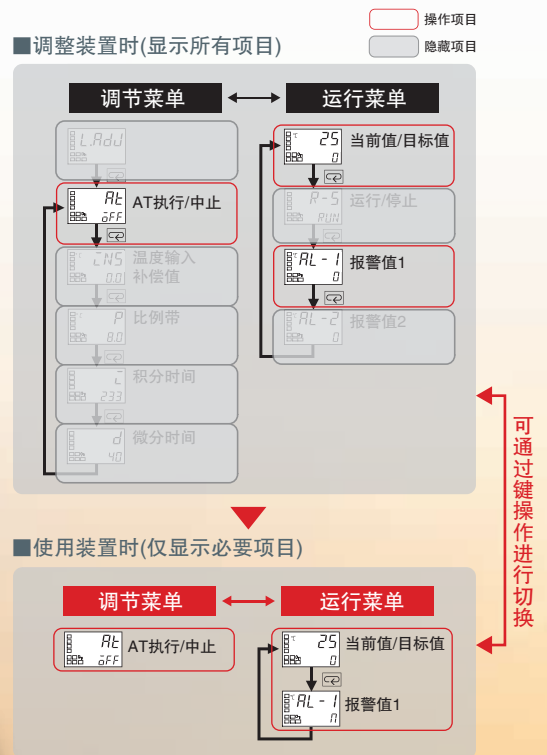 操作项目
■调整装置时(显示所有项目)
隐藏项目
调节菜单
运行菜单
L.AdJ
At
oFF
AT执行/中止
iNS
0.0
温度输入
补偿值
P
8.0
比例带
i
233
积分时间
d
40
微分时间
℃
25
0
当前值/目标值
R-S
RUN
运行/停止
℃
AL-1
0
报警值1
AL-2
0
报警值2
可通过键操作进行切换
■使用装置时(仅显示必要项目)
调节菜单
运行菜单
At
oFF
AT执行/中止
℃
25
0
当前值/目标值
℃
AL-1
0
报警值1